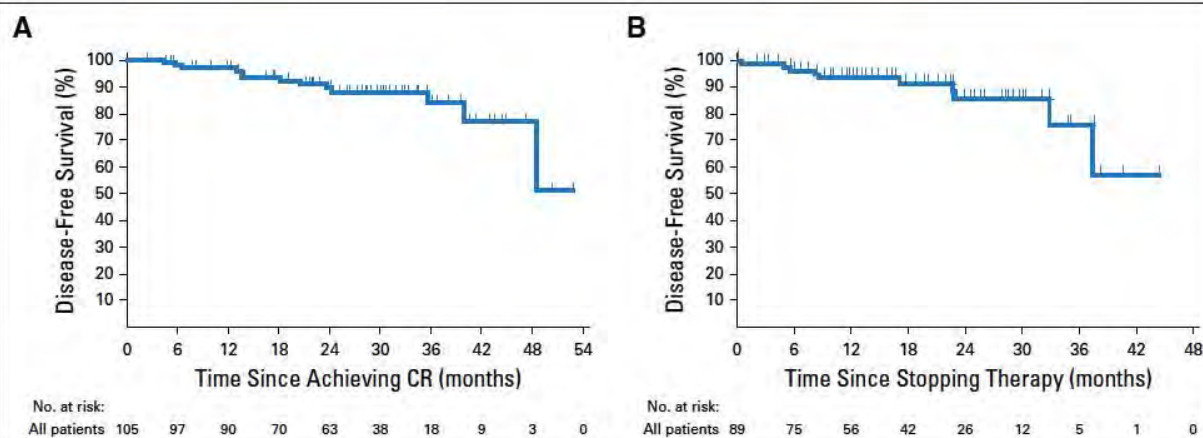 A
Disease-Free Survival (%)
100
90
80
70
60
50
40
30
20
10
0 6 12 18 24 30 36 42 48 54
Time Since Achieving CR (months)
No. at risk:
All patients 105 97 90 70 63 38 18 9 3 0
B
Disease-Free Survival (%)
100
90
80
70
60
50
40
30
20
10
0 6 12 18 24 30 36 42 48
Time Since Stopping Therapy (months)
No. at risk:
All patients 89 75 56 42 26 12 5 1 0